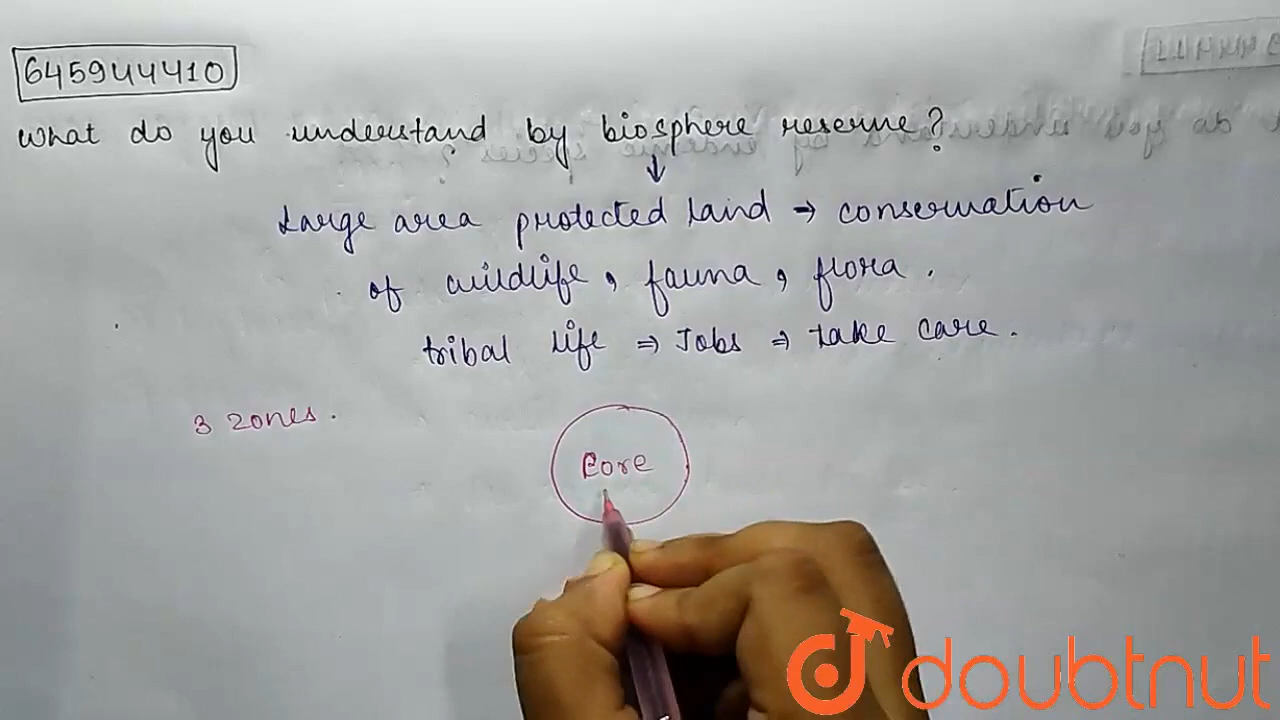 645944410
What do you understand by biosphere reserve?
↓
Large area protected land → conservation
of wildlife, fauna, flora.
tribal life ⇒ Jobs ⇒ take care.
3 zones.
Core
doubtnut